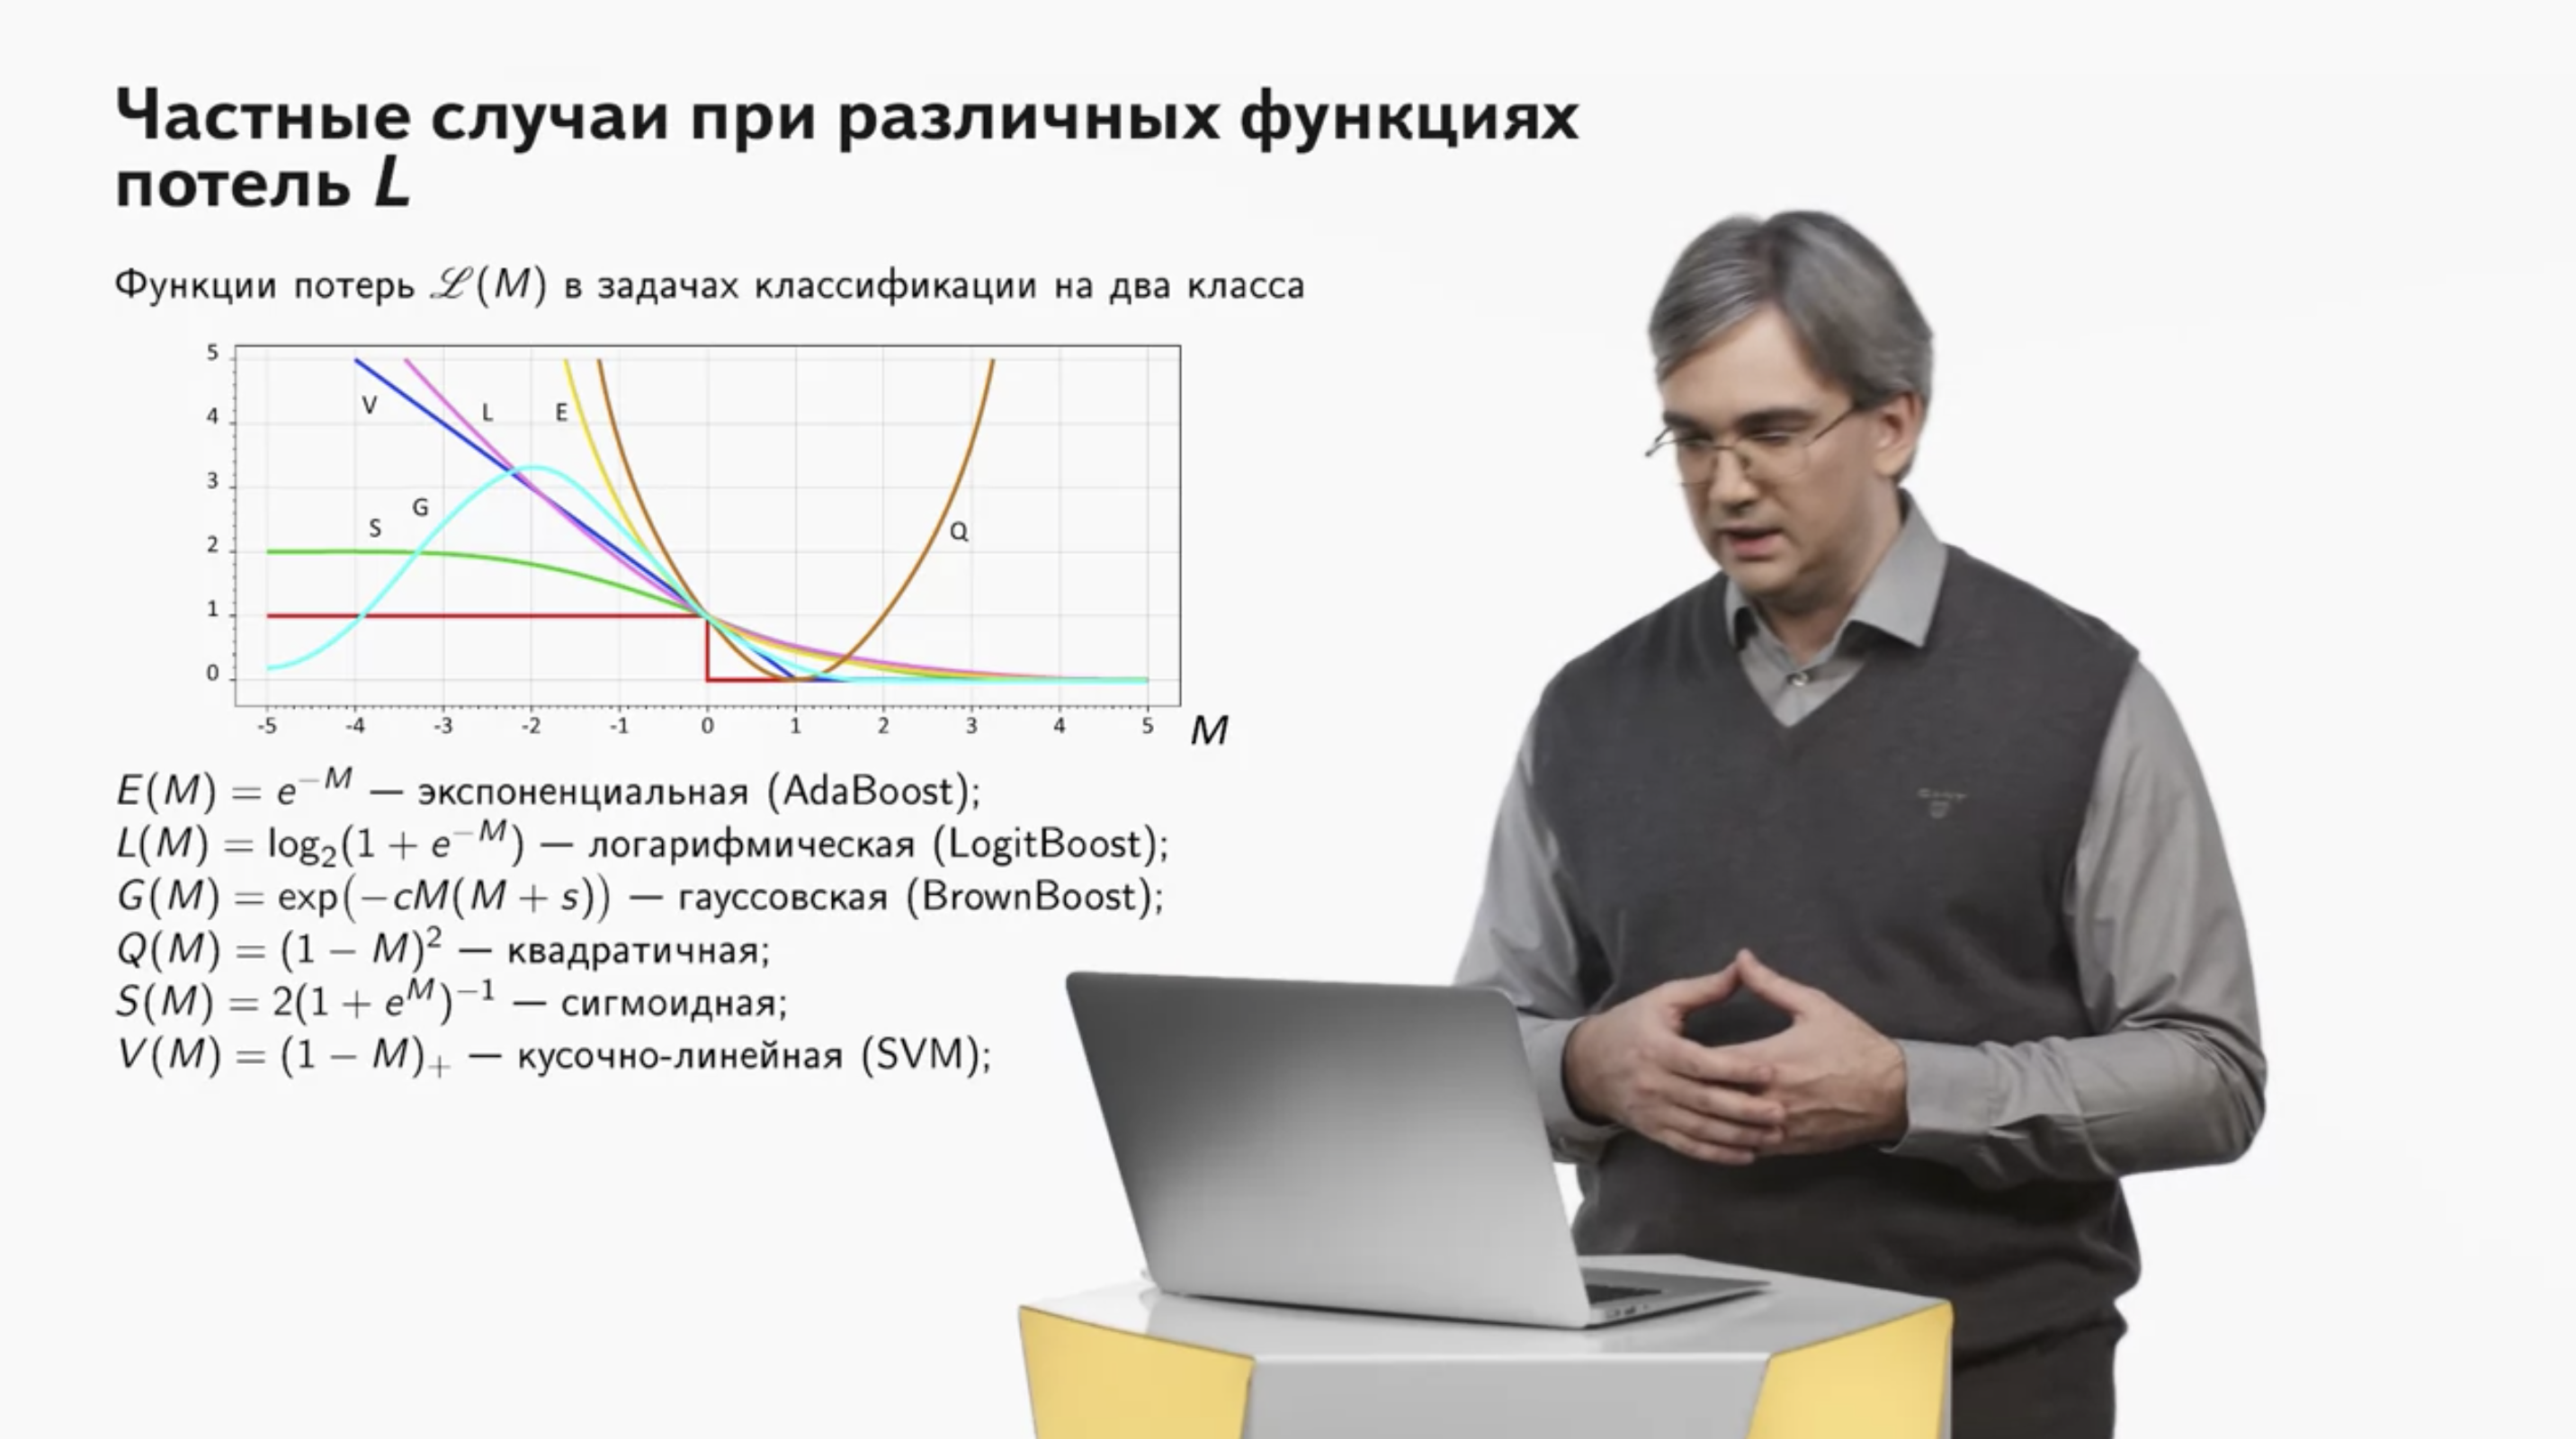 Частные случаи при различных функциях
потель L
Функции потерь ℒ(M) в задачах классификации на два класса
5
4
3
2
1
0
V
L
E
G
S
Q
-5 -4 -3 -2 -1 0 1 2 3 4 5
M
E(M) = e^{−M} — экспоненциальная (AdaBoost);
L(M) = log₂(1 + e^{−M}) — логарифмическая (LogitBoost);
G(M) = exp(−cM(M + s)) — гауссовская (BrownBoost);
Q(M) = (1 − M)² — квадратичная;
S(M) = 2(1 + e^M)^{−1} — сигмоидная;
V(M) = (1 − M)₊ — кусочно-линейная (SVM);